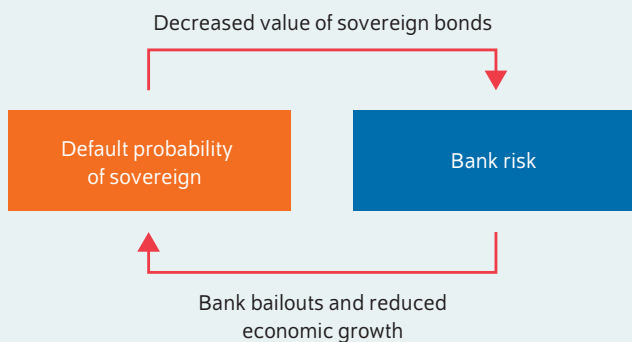 Decreased value of sovereign bonds
Default probability
of sovereign
Bank risk
Bank bailouts and reduced
economic growth